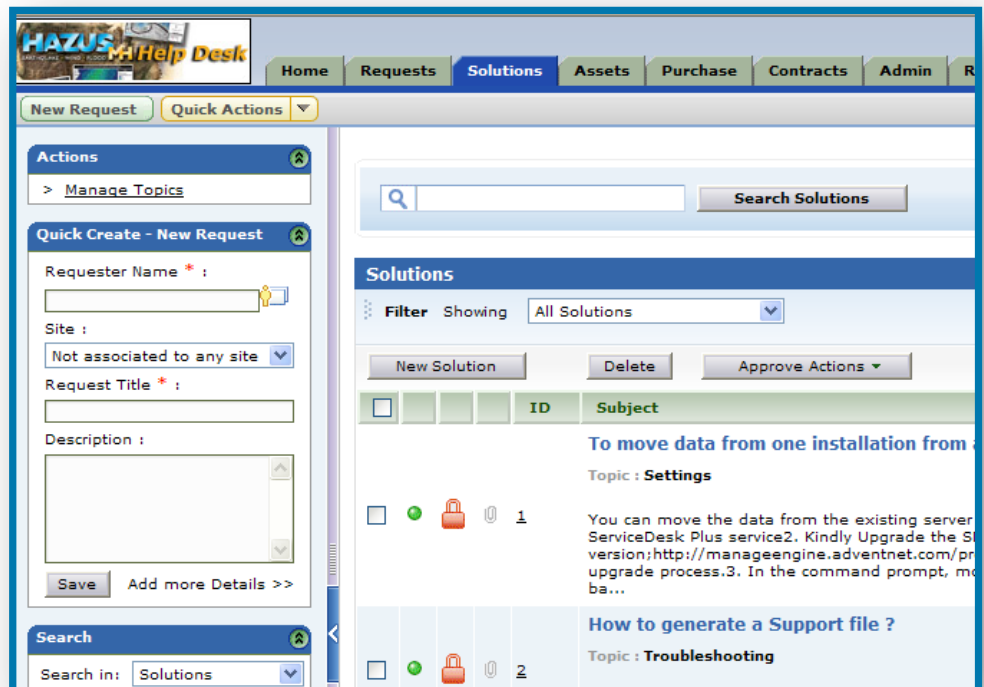 HAZUS MH Help Desk
Home Requests Solutions Assets Purchase Contracts Admin R
New Request Quick Actions
Actions
> Manage Topics
Quick Create - New Request
Requester Name * :
Site :
Not associated to any site
Request Title * :
Description :
Save Add more Details >>
Search
Search in: Solutions
Search Solutions
Solutions
Filter Showing All Solutions
New Solution Delete Approve Actions
ID Subject
To move data from one installation from
Topic : Settings
1
You can move the data from the existing server
ServiceDesk Plus service2. Kindly Upgrade the
version;http://manageengine.adventnet.com/pr
upgrade process.3. In the command prompt,
ba...
How to generate a Support file ?
Topic : Troubleshooting
2